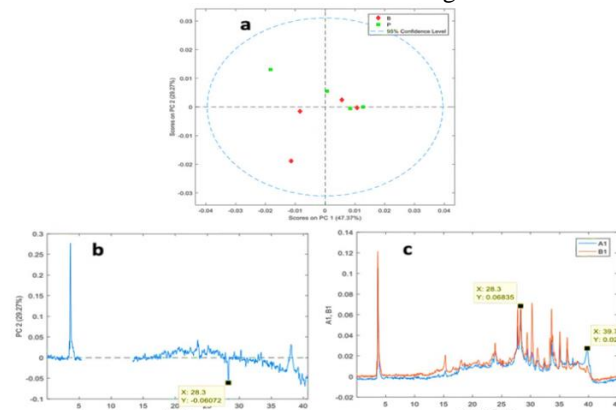 a
B
P
95% Confidence Level
0.03
0.02
0.01
0
-0.01
-0.02
-0.03
Scores on PC 2 (29.27%)
-0.04 -0.03 -0.02 -0.01 0 0.01 0.02 0.03 0.04
Scores on PC 1 (47.37%)
b
0.3
0.25
0.2
0.15
0.1
0.05
0
-0.05
-0.1
PC 2 (29.27%)
X: 28.3
Y: -0.06072
5 10 15 20 25 30 35 40
c
A1
B1
0.14
0.12
0.1
0.08
0.06
0.04
0.02
0
-0.02
A1, B1
X: 28.3
Y: 0.06835
X: 39.
Y: 0.02
5 10 15 20 25 30 35 40